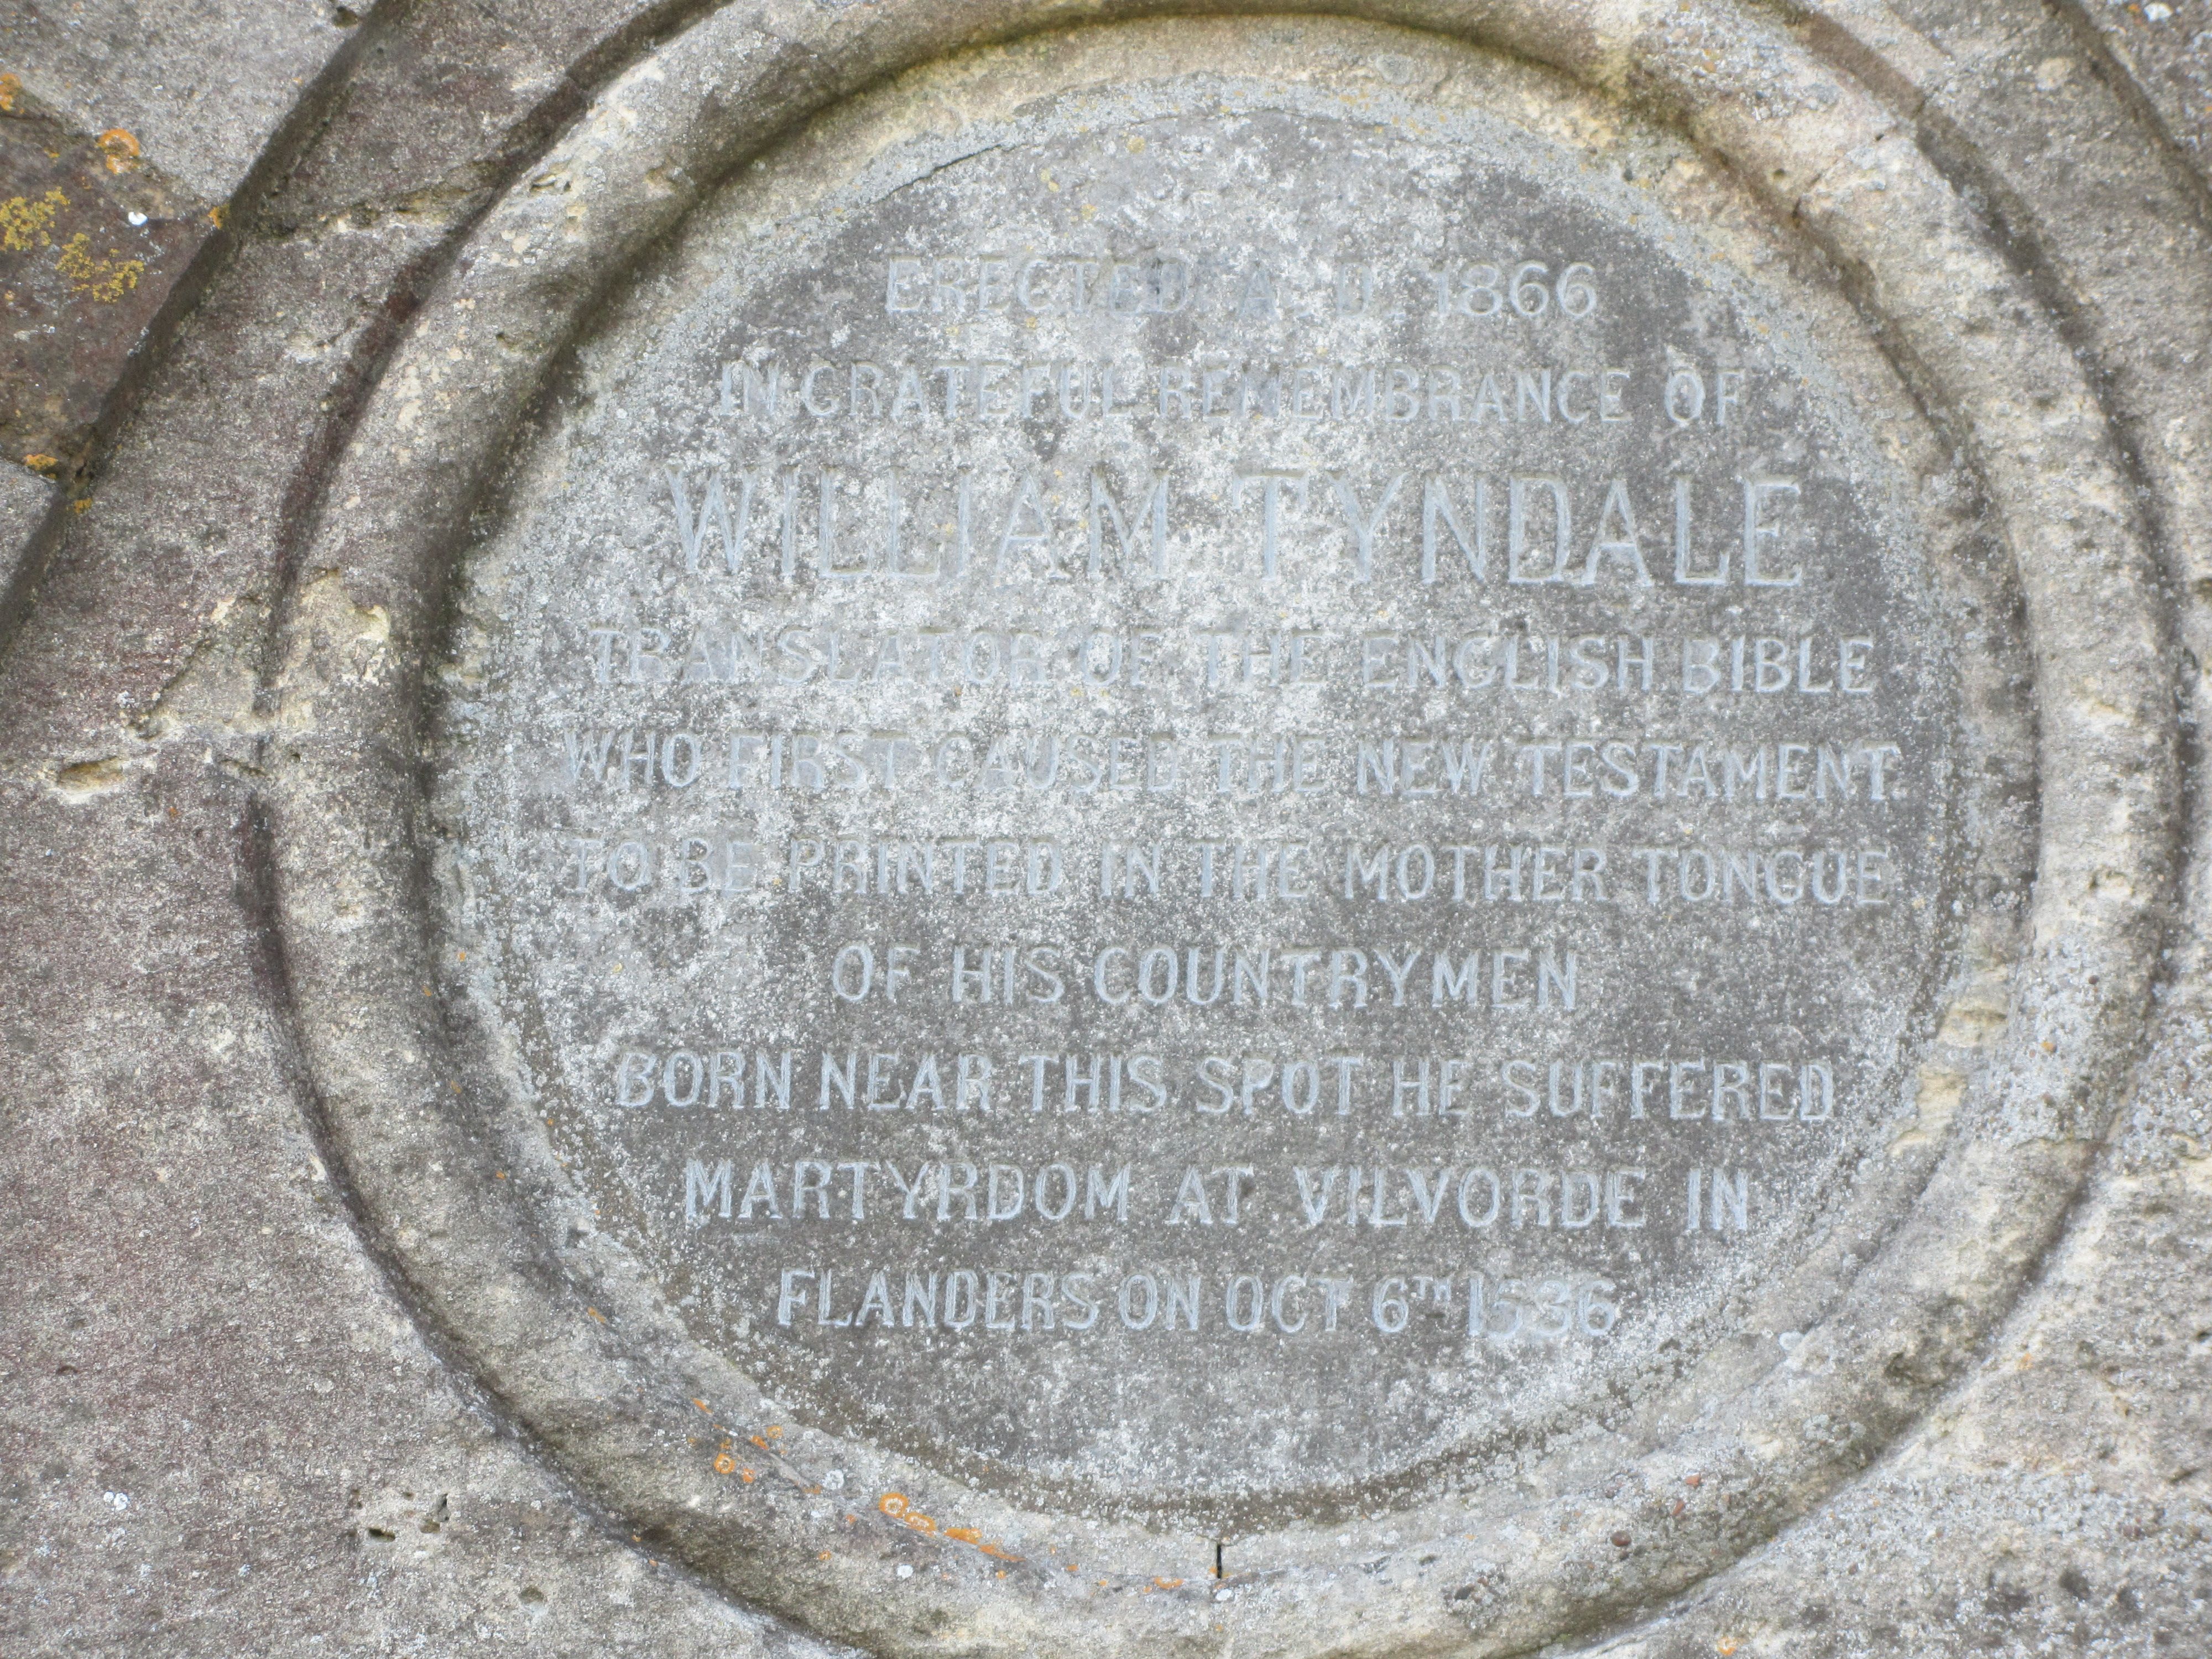 ERECTED A. D. 1866
IN GRATEFUL REMEMBRANCE OF
WILLIAM TYNDALE
TRANSLATOR OF THE ENGLISH BIBLE
WHO FIRST CAUSED THE NEW TESTAMENT
TO BE PRINTED IN THE MOTHER TONGUE
OF HIS COUNTRYMEN
BORN NEAR THIS SPOT HE SUFFERED
MARTYRDOM AT VILVORDE IN
FLANDERS ON OCT 6TH 1536